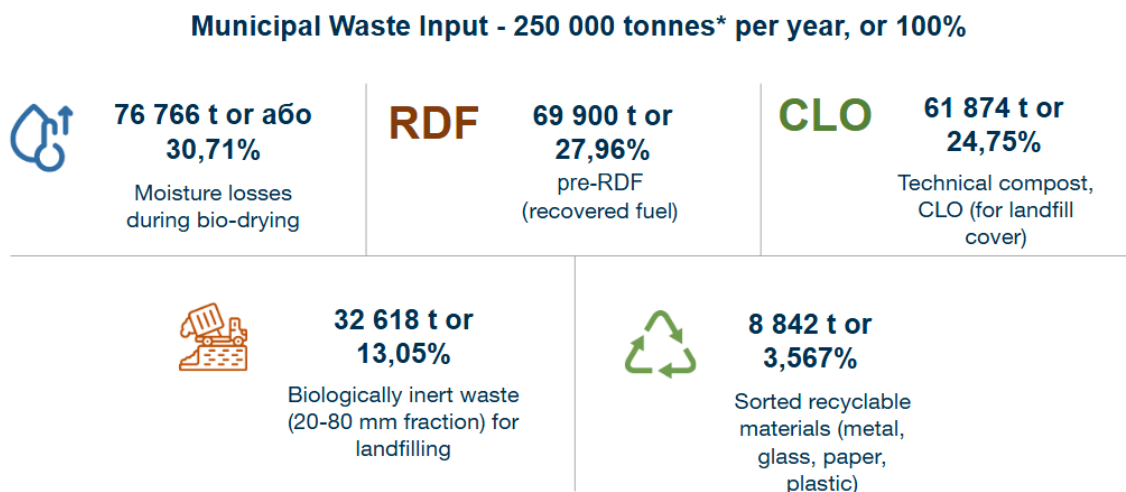 Municipal Waste Input - 250 000 tonnes* per year, or 100%
76 766 t or або
30,71%
Moisture losses
during bio-drying
RDF
69 900 t or
27,96%
pre-RDF
(recovered fuel)
CLO
61 874 t or
24,75%
Technical compost,
CLO (for landfill
cover)
32 618 t or
13,05%
Biologically inert waste
(20-80 mm fraction) for
landfilling
8 842 t or
3,567%
Sorted recyclable
materials (metal,
glass, paper,
plastic)